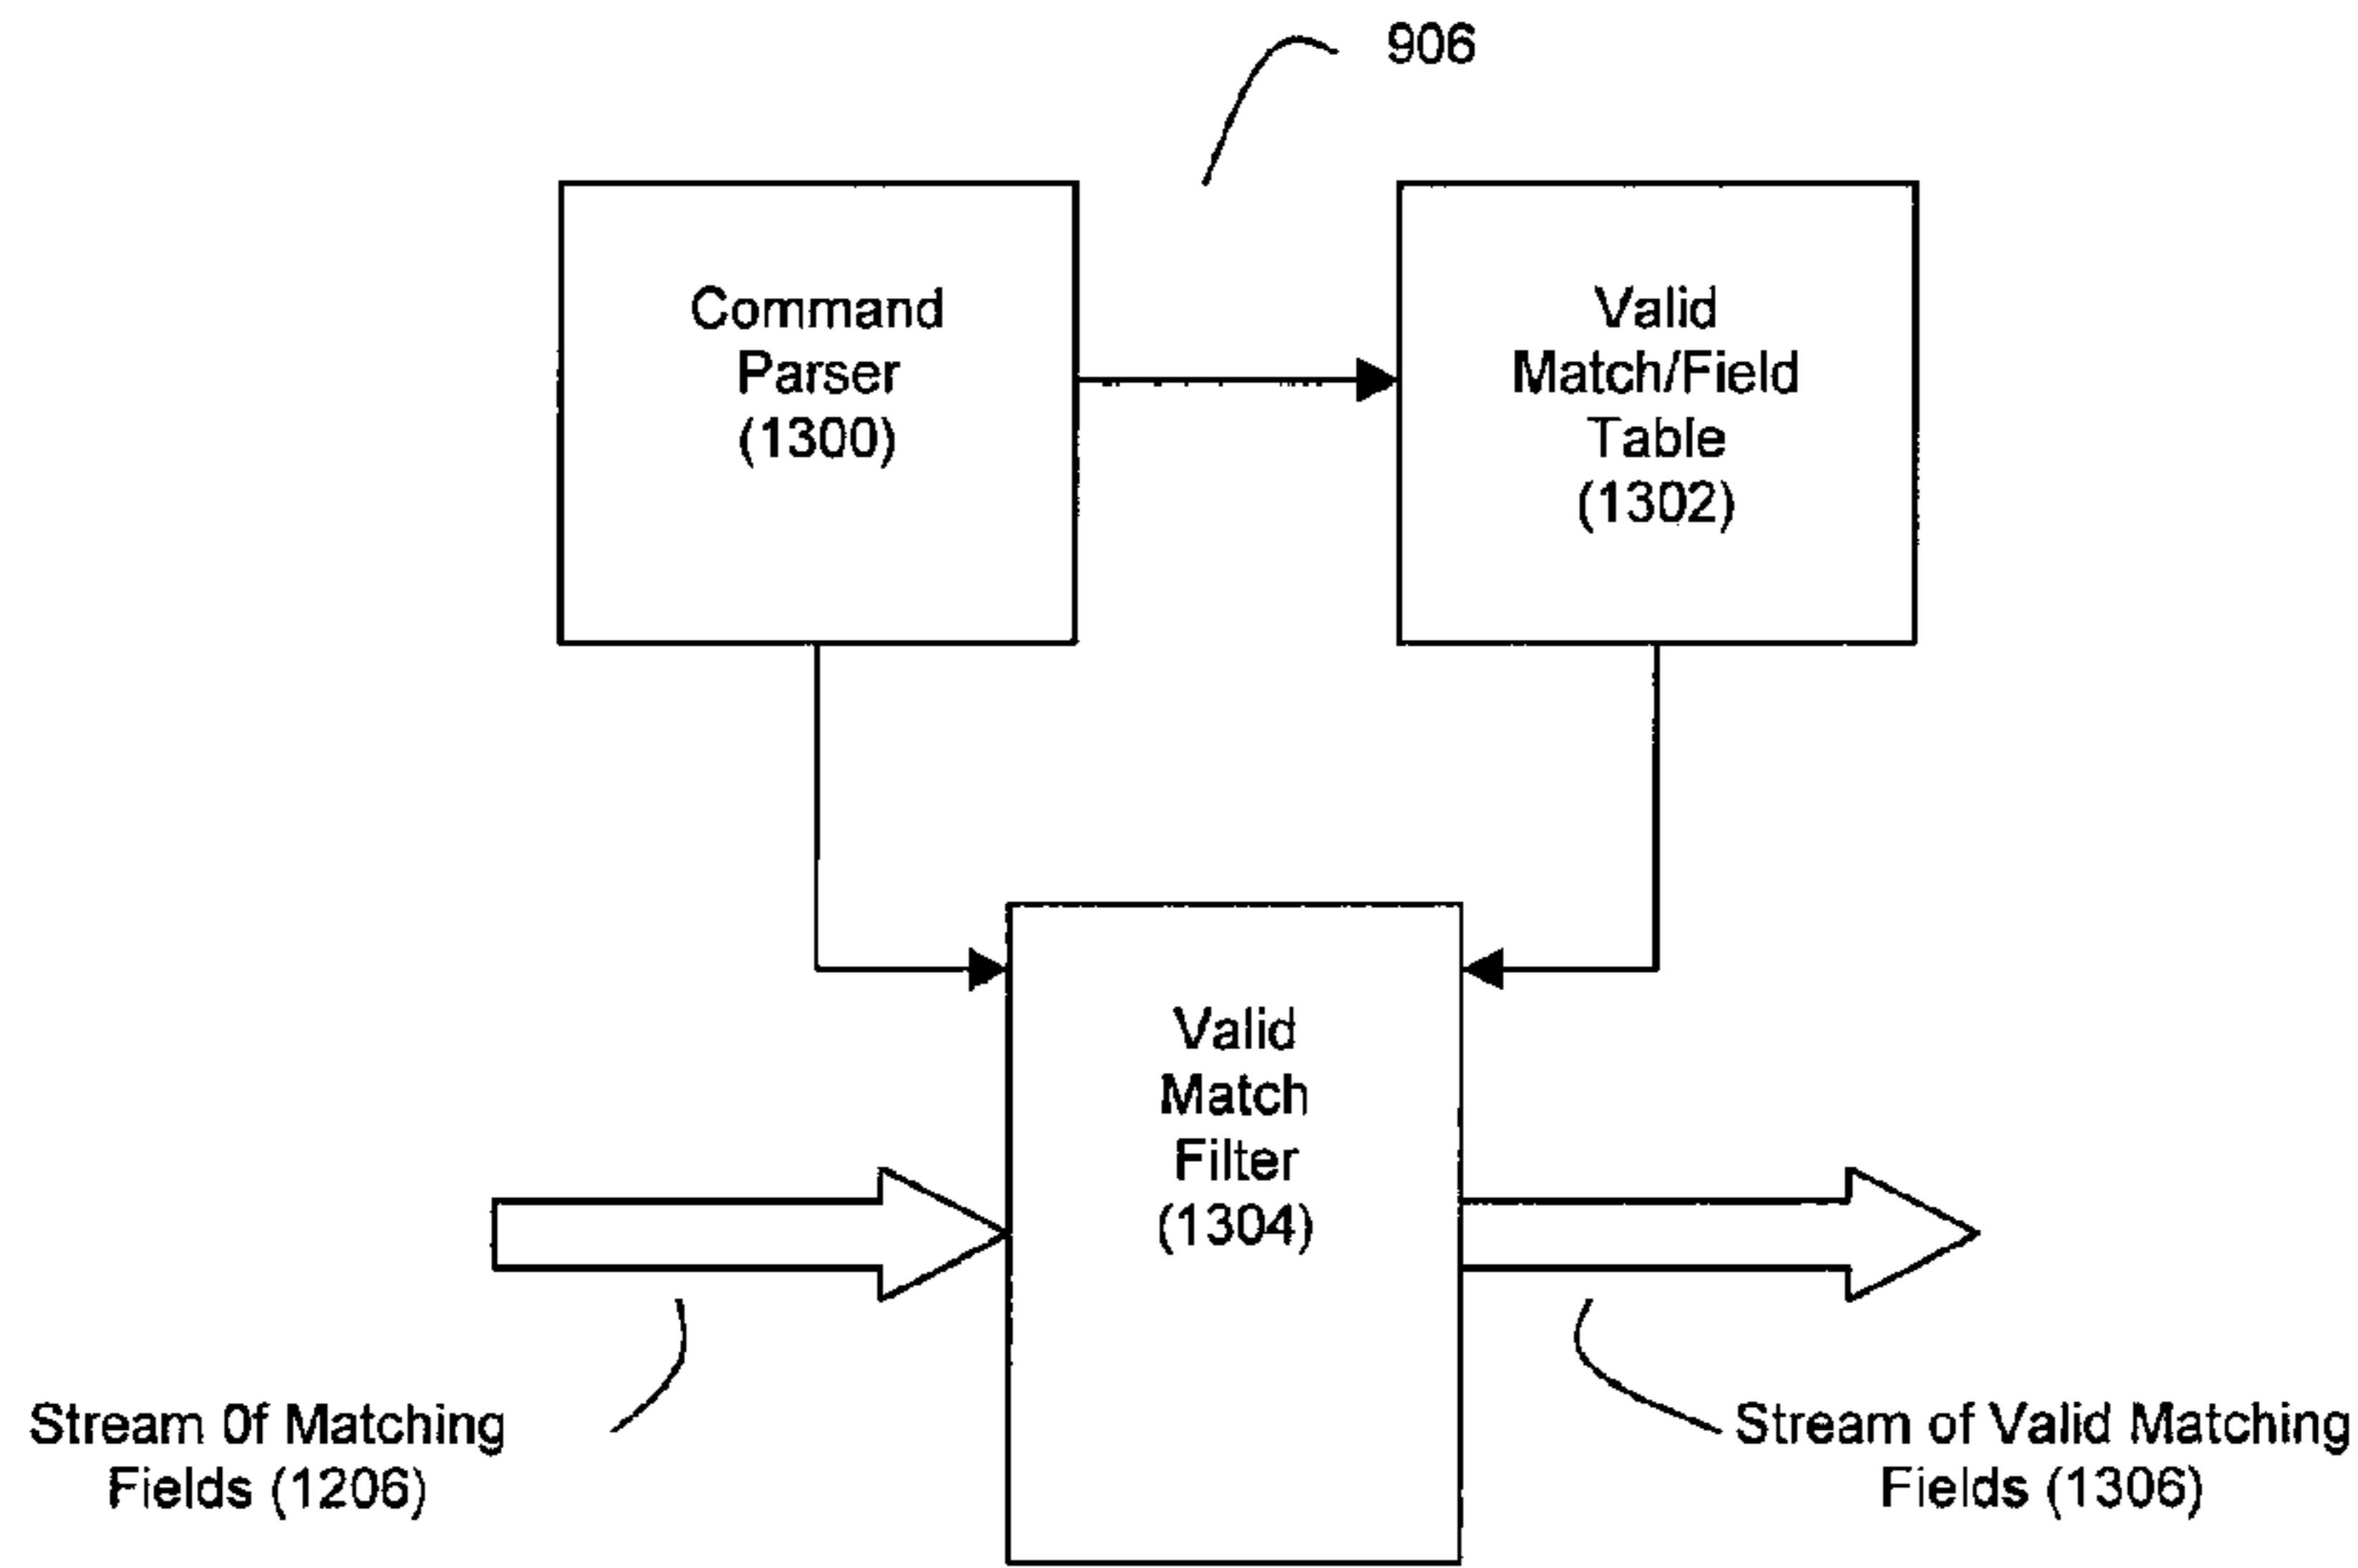 906
Command
Parser
(1300)
Valid
Match/Field
Table
(1302)
Valid
Match
Filter
(1304)
Stream 0f Matching
Fields (1206)
Stream of Valid Matching
Fields (1306)